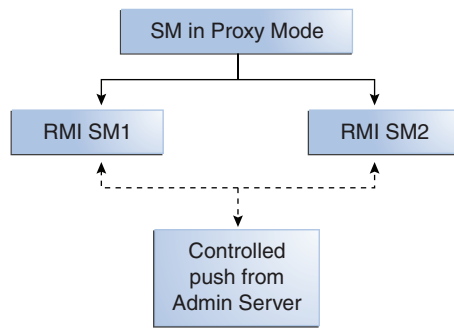 SM in Proxy Mode
RMI SM1
RMI SM2
Controlled
push from
Admin Server